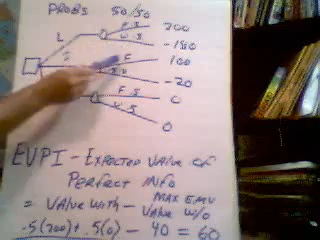 PROBS 50/50
F S 200
L U S -180
F 100
-20
F S 0
U S
0
EVPI - EXPECTED VALUE OF
PERFECT INFO
MAX EMV
= VALUE WITH - VALUE W/O
.5(200) + .5(0) - 40 = 60